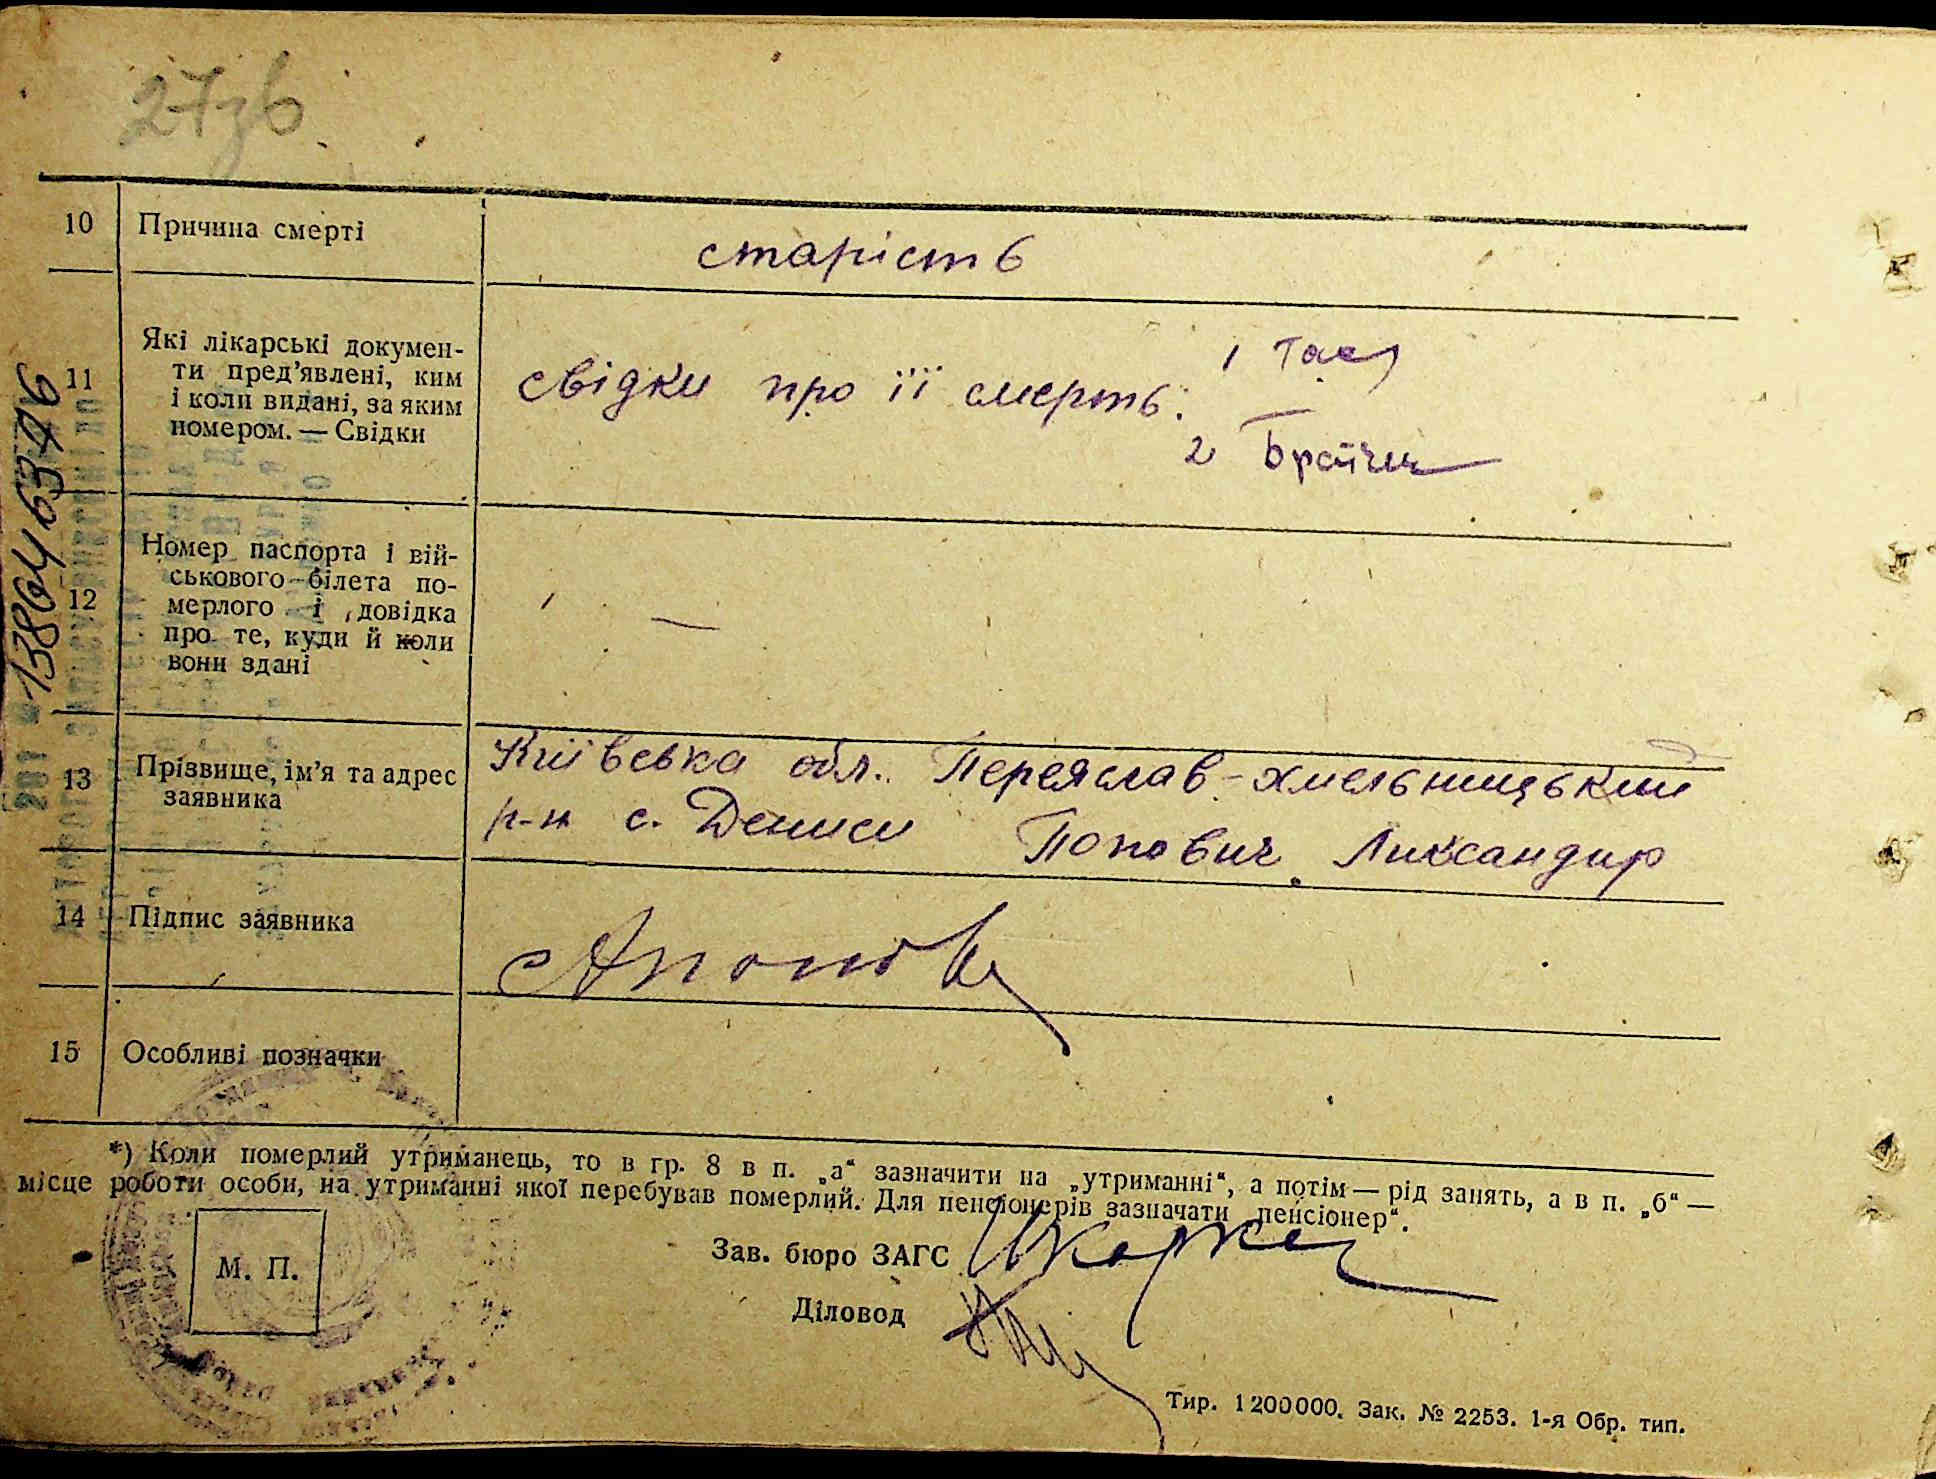 27зв.
10 Причина смерті
старість
11 Які лікарські докумен-
ти пред'явлені, ким
і коли видані, за яким
номером. — Свідки
свідки про її смерть: 1
2
12 Номер паспорта і вій-
ськового білета по-
мерлого і довідка
про те, куди й коли
вони здані
—
13 Прізвище, ім'я та адрес
заявника
Київська обл. Переяслав-хмельницький
р-н с. Дениси Попович Ликсандир
14 Підпис заявника
15 Особливі позначки
*) Коли померлий утриманець, то в гр. 8 в п. „а“ зазначити на „утриманні“, а потім — рід занять, а в п. „б“ —
місце роботи особи, на утриманні якої перебував померлий. Для пенсіонерів зазначати „пенсіонер“.
М. П.
Зав. бюро ЗАГС
Діловод
Тир. 1200000. Зак. № 2253. 1-я Обр. тип.